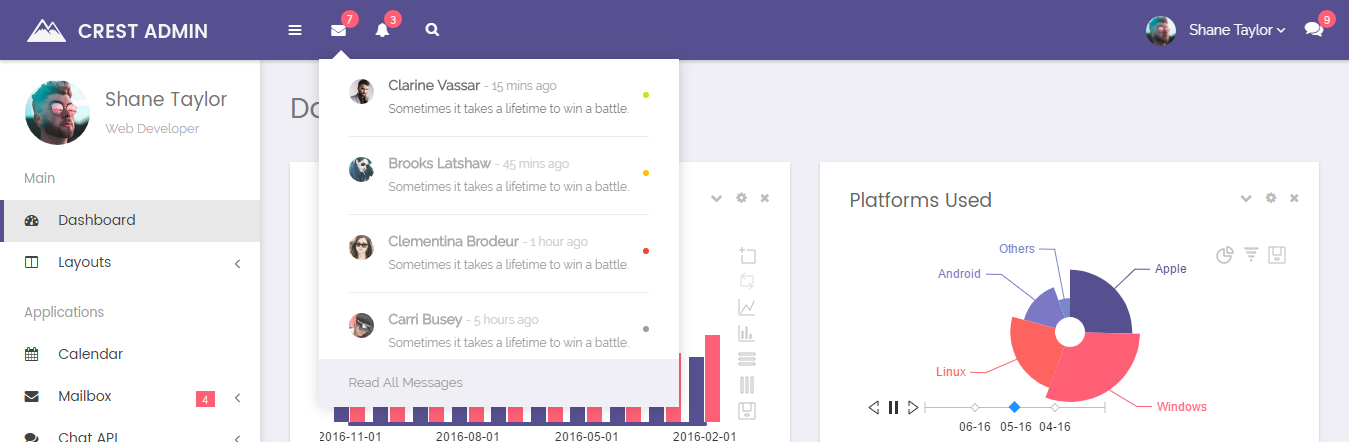 CREST ADMIN
7
3
Shane Taylor
9
Shane Taylor
Web Developer
Main
Dashboard
Layouts
Applications
Calendar
Mailbox
4
Chat API
Clarine Vassar - 15 mins ago
Sometimes it takes a lifetime to win a battle.
Brooks Latshaw - 45 mins ago
Sometimes it takes a lifetime to win a battle.
Clementina Brodeur - 1 hour ago
Sometimes it takes a lifetime to win a battle.
Carri Busey - 5 hours ago
Sometimes it takes a lifetime to win a battle.
Read All Messages
2016-11-01 2016-08-01 2016-05-01 2016-02-01
Platforms Used
Others
Android
Apple
Linux
Windows
06-16 05-16 04-16